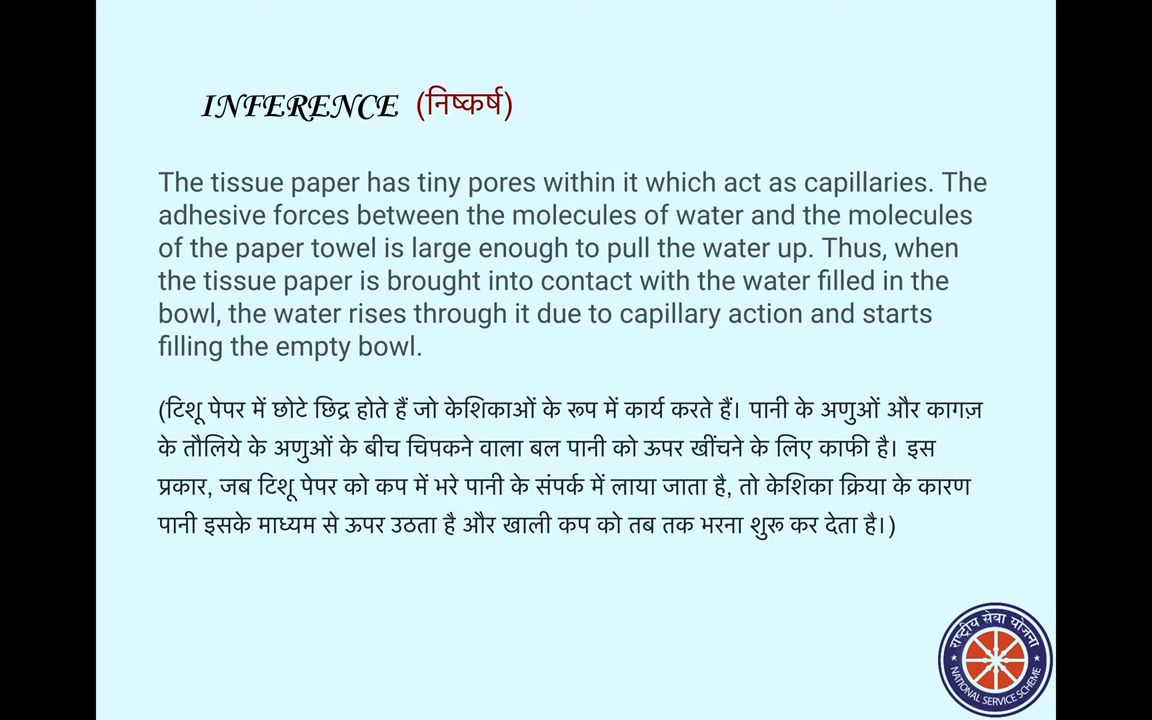 INFERENCE (निष्कर्ष)
The tissue paper has tiny pores within it which act as capillaries. The
adhesive forces between the molecules of water and the molecules
of the paper towel is large enough to pull the water up. Thus, when
the tissue paper is brought into contact with the water filled in the
bowl, the water rises through it due to capillary action and starts
filling the empty bowl.
(टिशू पेपर में छोटे छिद्र होते हैं जो केशिकाओं के रूप में कार्य करते हैं। पानी के अणुओं और कागज़
के तौलिये के अणुओं के बीच चिपकने वाला बल पानी को ऊपर खींचने के लिए काफी है। इस
प्रकार, जब टिशू पेपर को कप में भरे पानी के संपर्क में लाया जाता है, तो केशिका क्रिया के कारण
पानी इसके माध्यम से ऊपर उठता है और खाली कप को तब तक भरना शुरू कर देता है।)
राष्ट्रीय सेवा योजना
NATIONAL SERVICE SCHEME